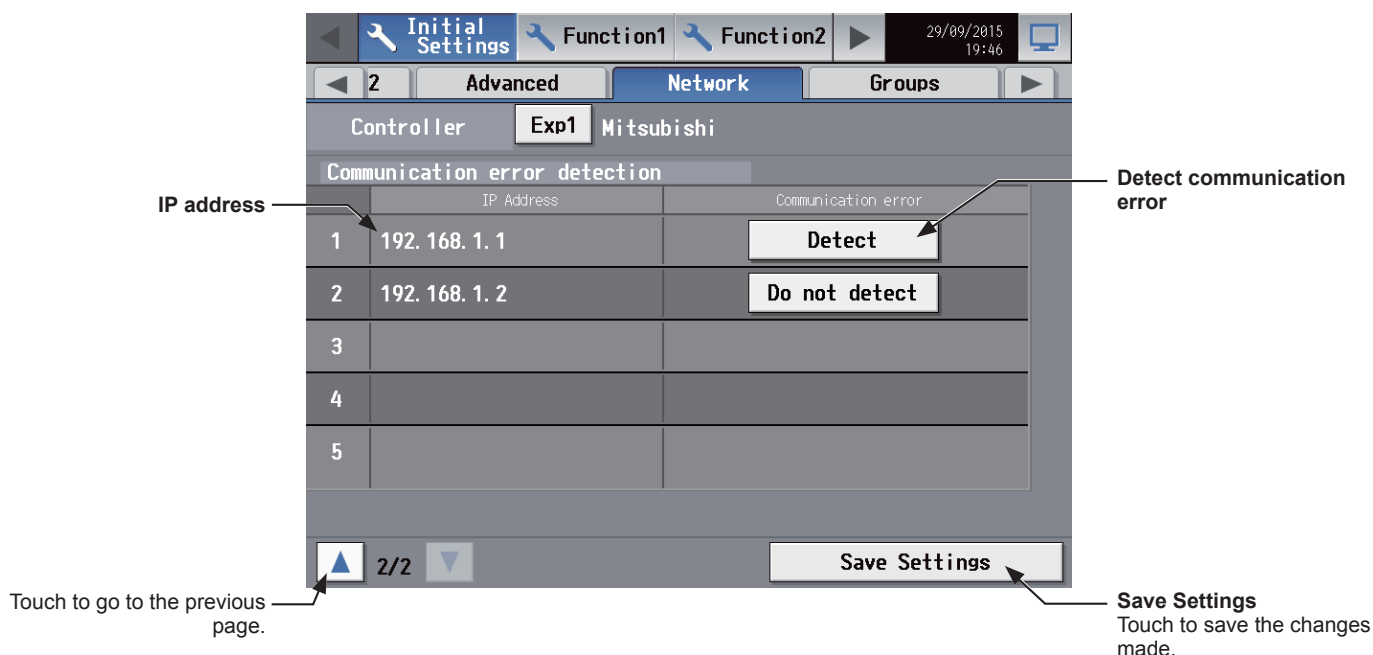 Initial Settings Function1 Function2 29/09/2015
19:46
2 Advanced Network Groups
Controller Exp1 Mitsubishi
Communication error detection
IP Address Communication error
1 192. 168. 1. 1 Detect
2 192. 168. 1. 2 Do not detect
3
4
5
2/2 Save Settings
IP address
Detect communication
error
Touch to go to the previous
page.
Save Settings
Touch to save the changes
made.